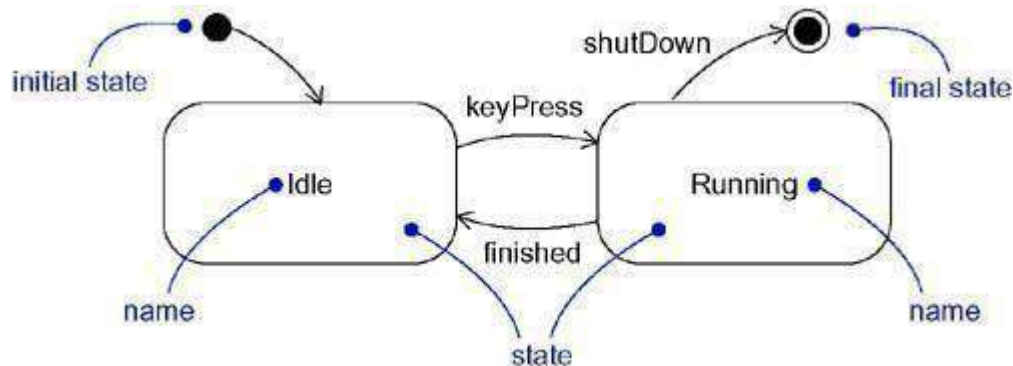 shutDown
initial state
final state
keyPress
Idle
Running
finished
name
name
state